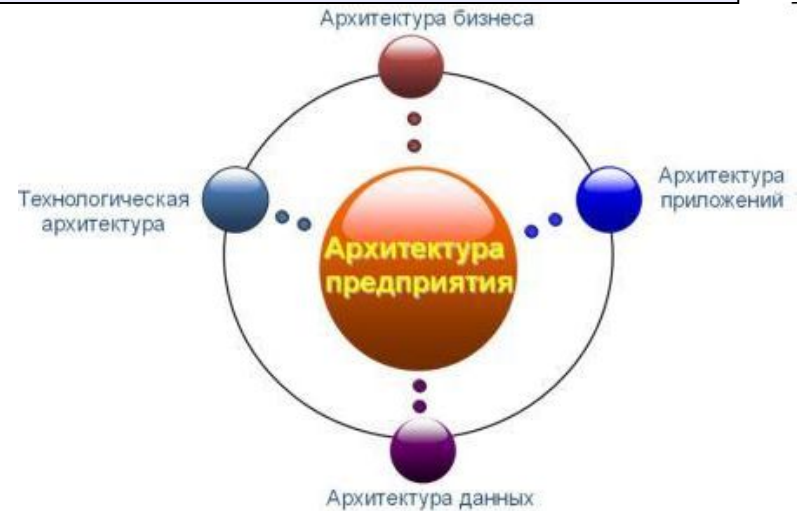 Архитектура бизнеса
Архитектура
приложений
Технологическая
архитектура
Архитектура
предприятия
Архитектура данных